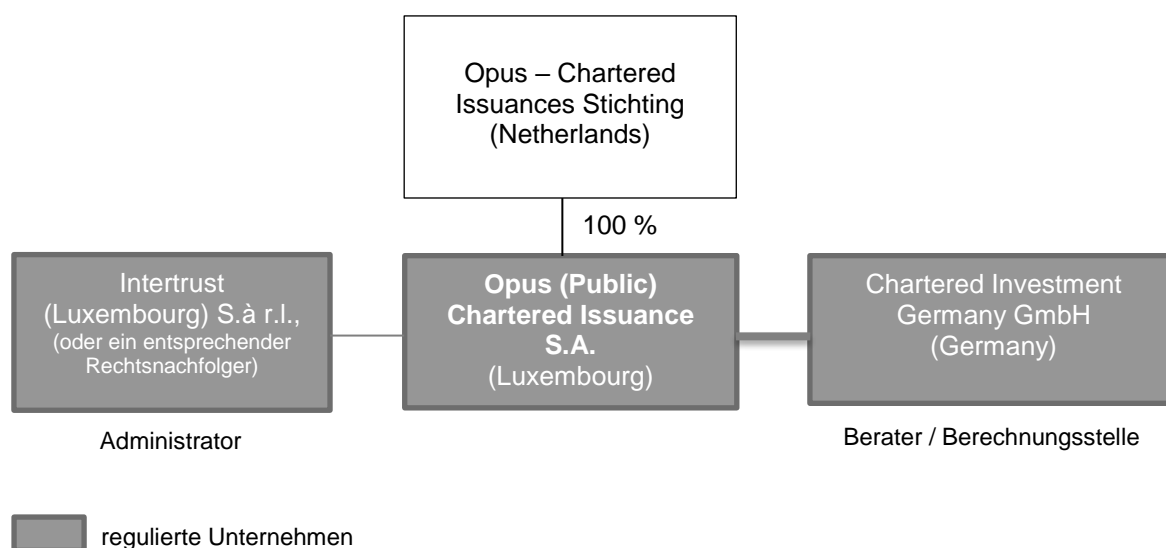 Opus – Chartered
Issuances Stichting
(Netherlands)
100 %
Intertrust
(Luxembourg) S.à r.l.,
(oder ein entsprechender
Rechtsnachfolger)
Opus (Public)
Chartered Issuance
S.A.
(Luxembourg)
Chartered Investment
Germany GmbH
(Germany)
Administrator
Berater / Berechnungsstelle
regulierte Unternehmen